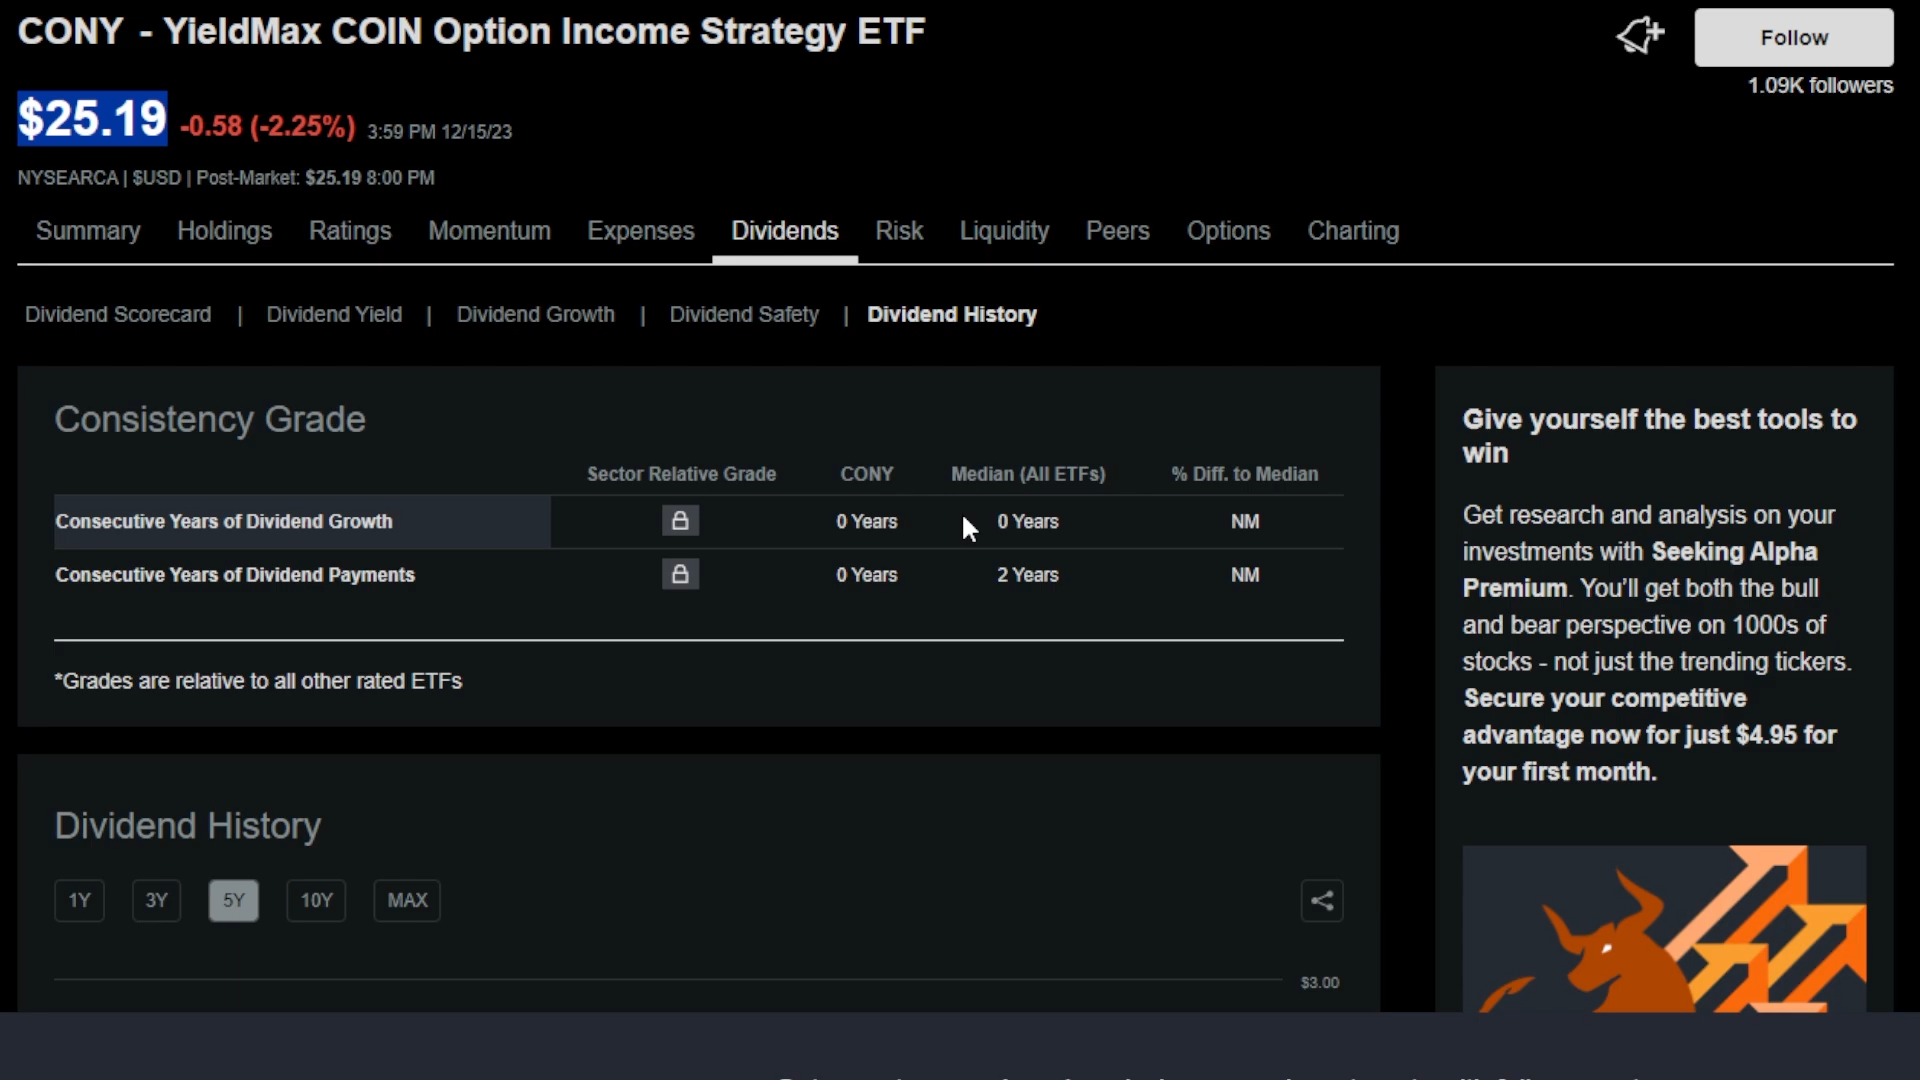 CONY - YieldMax COIN Option Income Strategy ETF
Follow
1.09K followers
$25.19 -0.58 (-2.25%) 3:59 PM 12/15/23
NYSEARCA | $USD | Post-Market: $25.19 8:00 PM
Summary Holdings Ratings Momentum Expenses Dividends Risk Liquidity Peers Options Charting
Dividend Scorecard | Dividend Yield | Dividend Growth | Dividend Safety | Dividend History
Consistency Grade
Sector Relative Grade CONY Median (All ETFs) % Diff. to Median
Consecutive Years of Dividend Growth 0 Years 0 Years NM
Consecutive Years of Dividend Payments 0 Years 2 Years NM
*Grades are relative to all other rated ETFs
Dividend History
1Y 3Y 5Y 10Y MAX
$3.00
Give yourself the best tools to
win
Get research and analysis on your
investments with Seeking Alpha
Premium. You'll get both the bull
and bear perspective on 1000s of
stocks - not just the trending tickers.
Secure your competitive
advantage now for just $4.95 for
your first month.